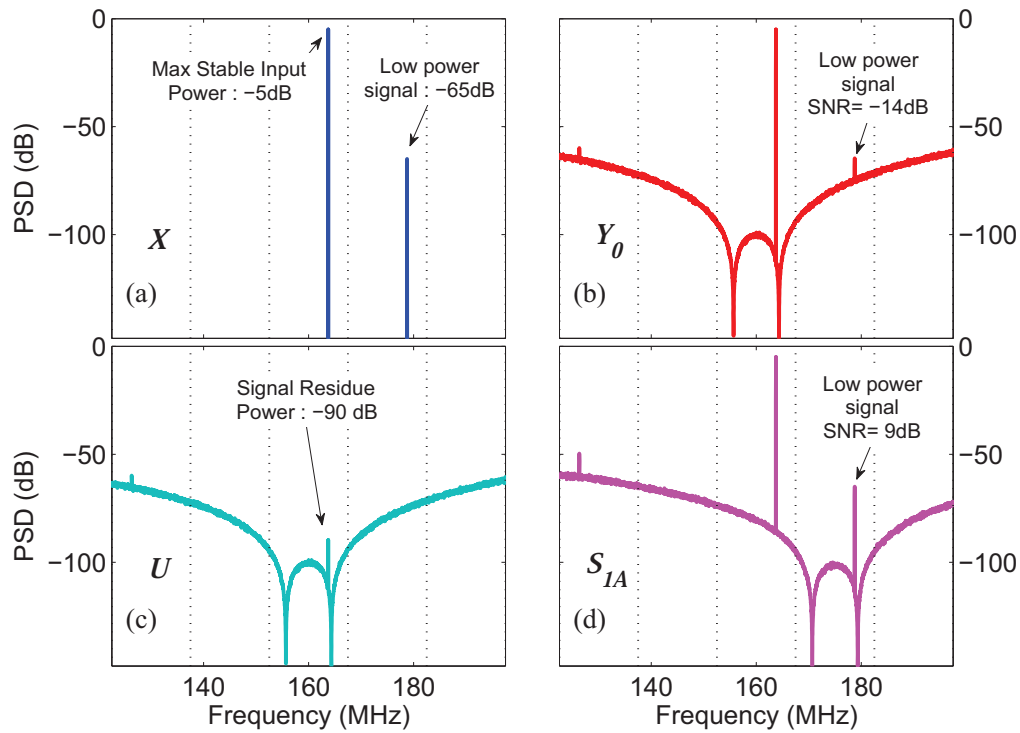 0
−50
−100
PSD (dB)
Max Stable Input
Power : −5dB
Low power
signal : −65dB
X
(a)
0
−50
−100
Low power
signal
SNR= −14dB
Y0
(b)
0
−50
−100
PSD (dB)
Signal Residue
Power : −90 dB
U
(c)
140 160 180
Frequency (MHz)
0
−50
−100
Low power
signal
SNR= 9dB
S1A
(d)
140 160 180
Frequency (MHz)